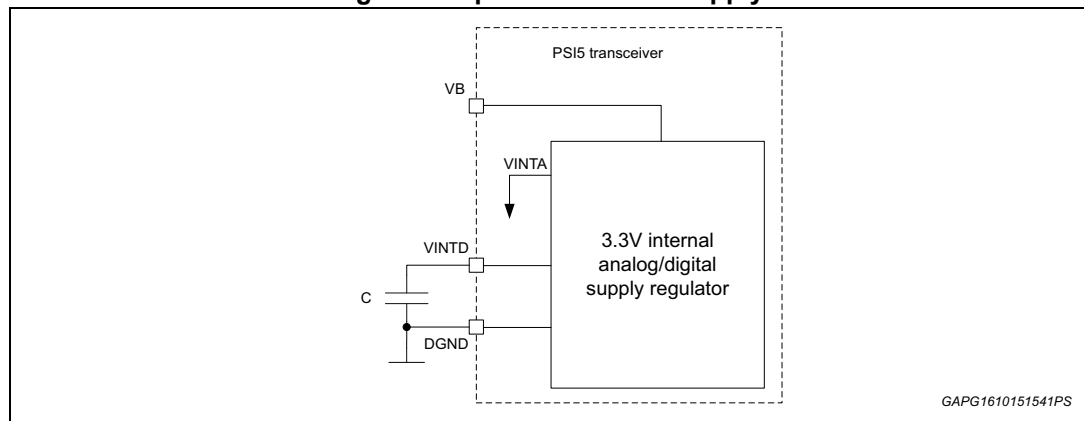 PSI5 transceiver
VB
VINTA
VINTD
3.3V internal
analog/digital
supply regulator
C
DGND
GAPG1610151541PS